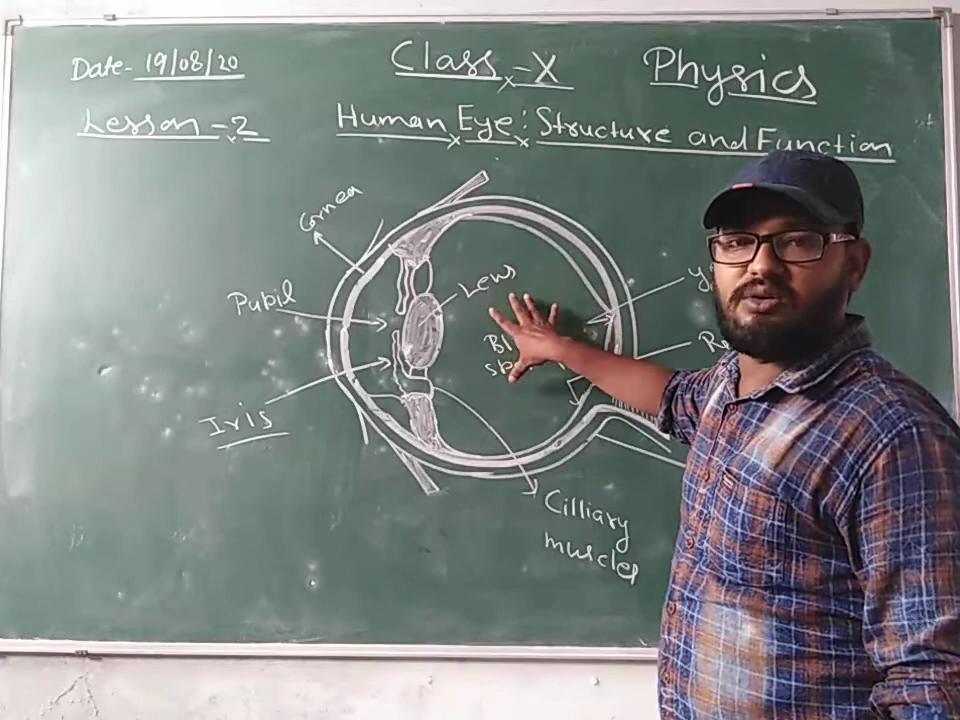 Date- 19/08/20
Class - X
Physics
Lesson - 2
Human Eye: Structure and Function
Cornea
Pupil
Lens
Iris
Cilliary
muscles